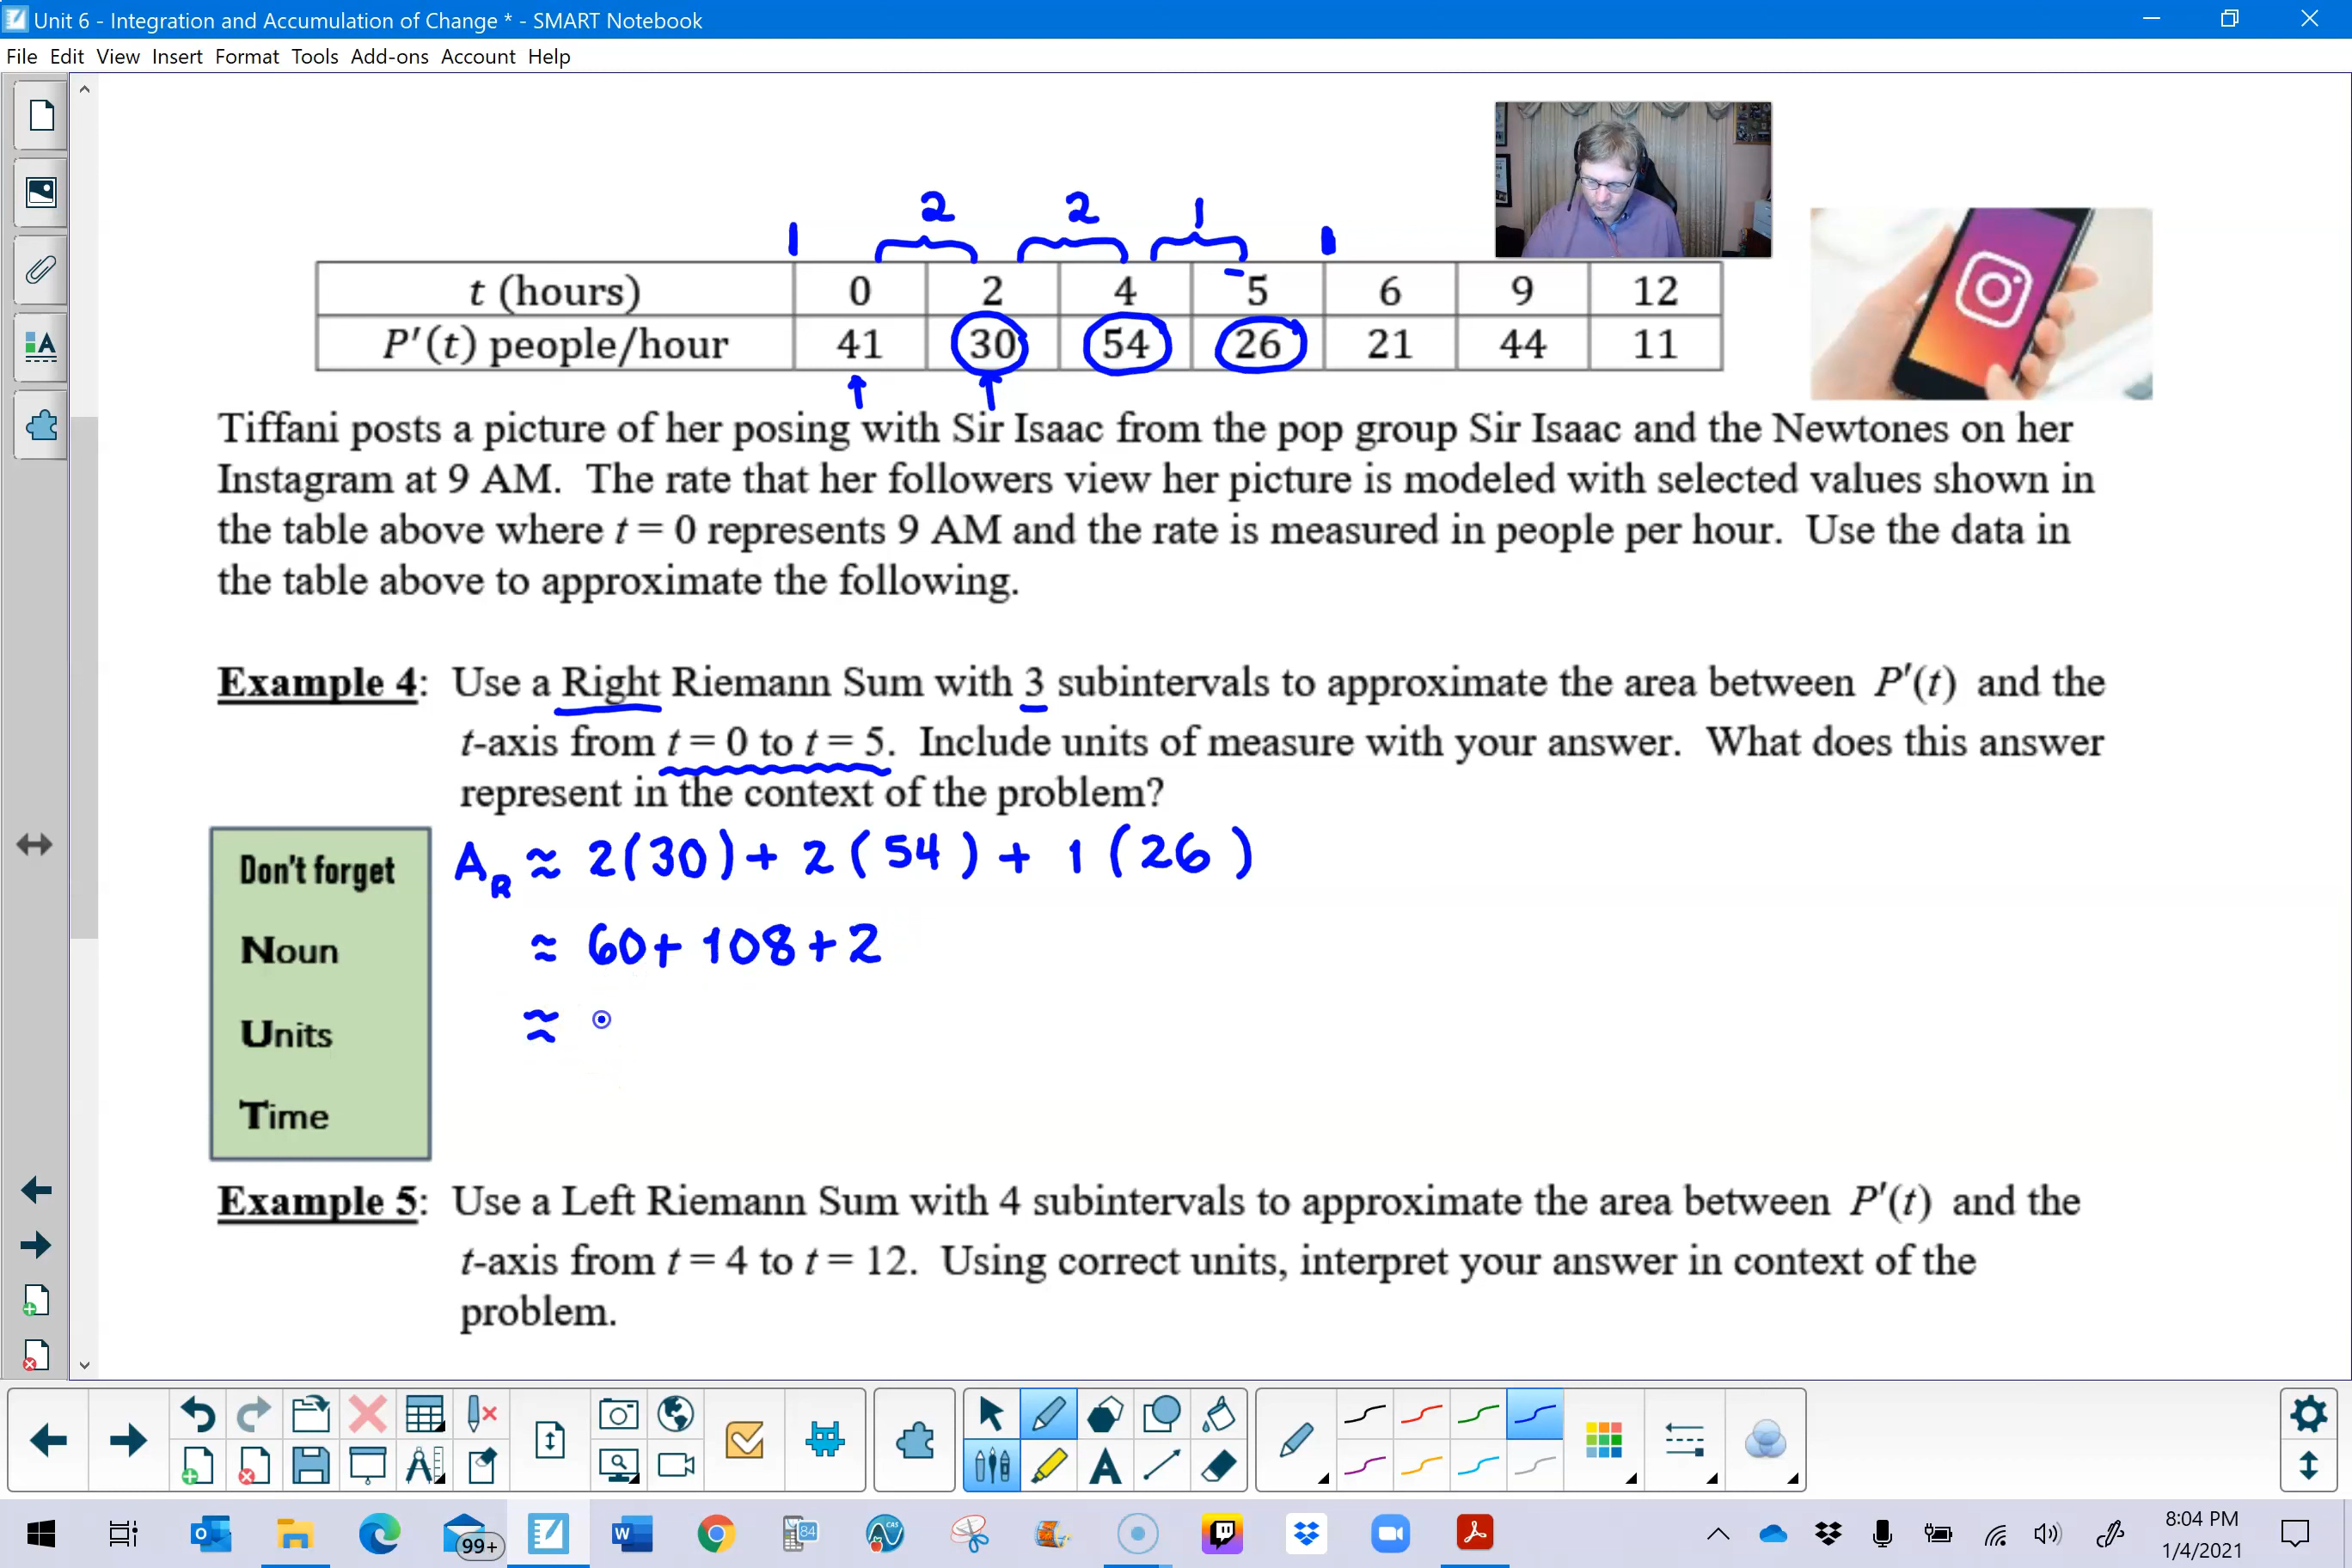 Unit 6 - Integration and Accumulation of Change * - SMART Notebook
File Edit View Insert Format Tools Add-ons Account Help
2 2 1
t (hours) 0 2 4 5 6 9 12
P′(t) people/hour 41 30 54 26 21 44 11
Tiffani posts a picture of her posing with Sir Isaac from the pop group Sir Isaac and the Newtones on her
Instagram at 9 AM. The rate that her followers view her picture is modeled with selected values shown in
the table above where t = 0 represents 9 AM and the rate is measured in people per hour. Use the data in
the table above to approximate the following.
Example 4: Use a Right Riemann Sum with 3 subintervals to approximate the area between P′(t) and the
t-axis from t = 0 to t = 5. Include units of measure with your answer. What does this answer
represent in the context of the problem?
Don't forget
Noun
Units
Time
A_R ≈ 2(30) + 2(54) + 1(26)
≈ 60 + 108 + 2
≈
Example 5: Use a Left Riemann Sum with 4 subintervals to approximate the area between P′(t) and the
t-axis from t = 4 to t = 12. Using correct units, interpret your answer in context of the
problem.
A
A
99+
W
84
CAS
8:04 PM
1/4/2021